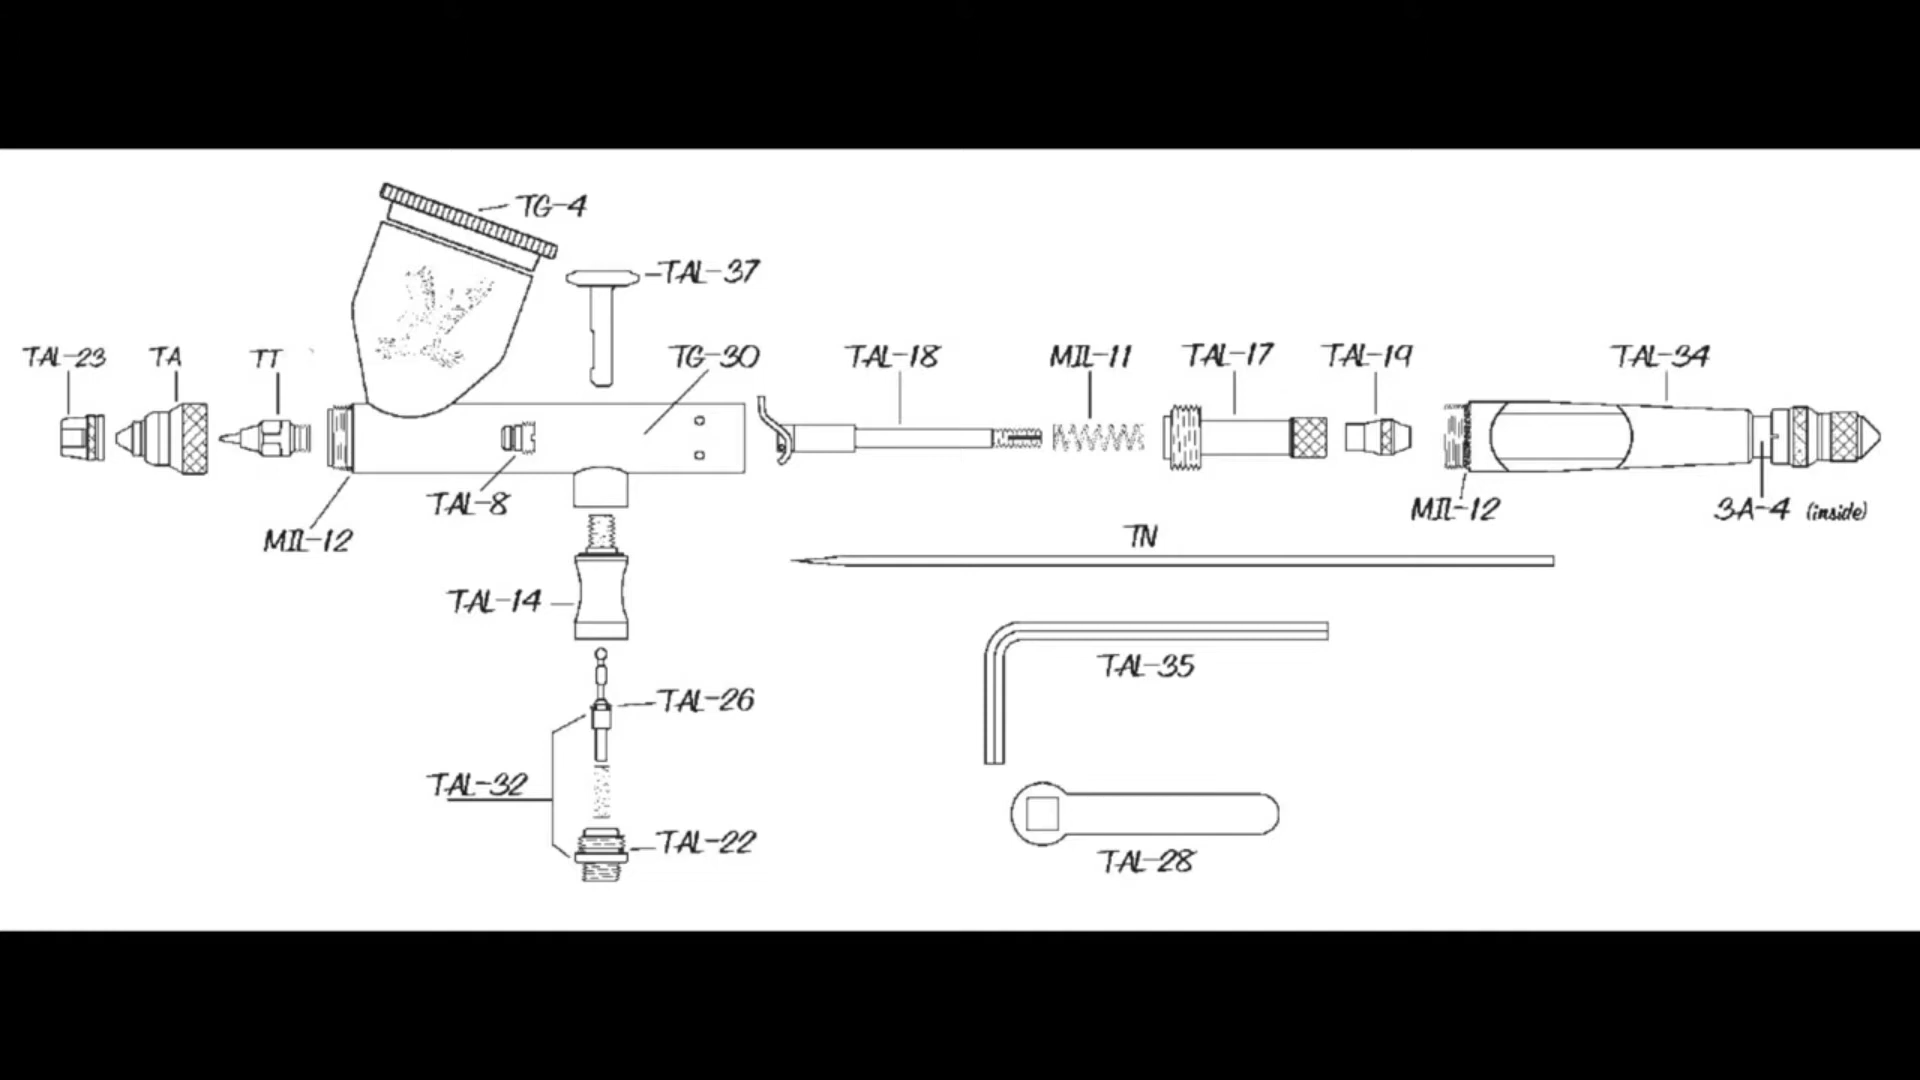 TG-4
TAL-37
TAL-23
TA
TT
TG-30
TAL-18
MIL-11
TAL-17
TAL-19
TAL-34
TAL-8
MIL-12
MIL-12
3A-4 (inside)
TN
TAL-14
TAL-35
TAL-26
TAL-32
TAL-22
TAL-28